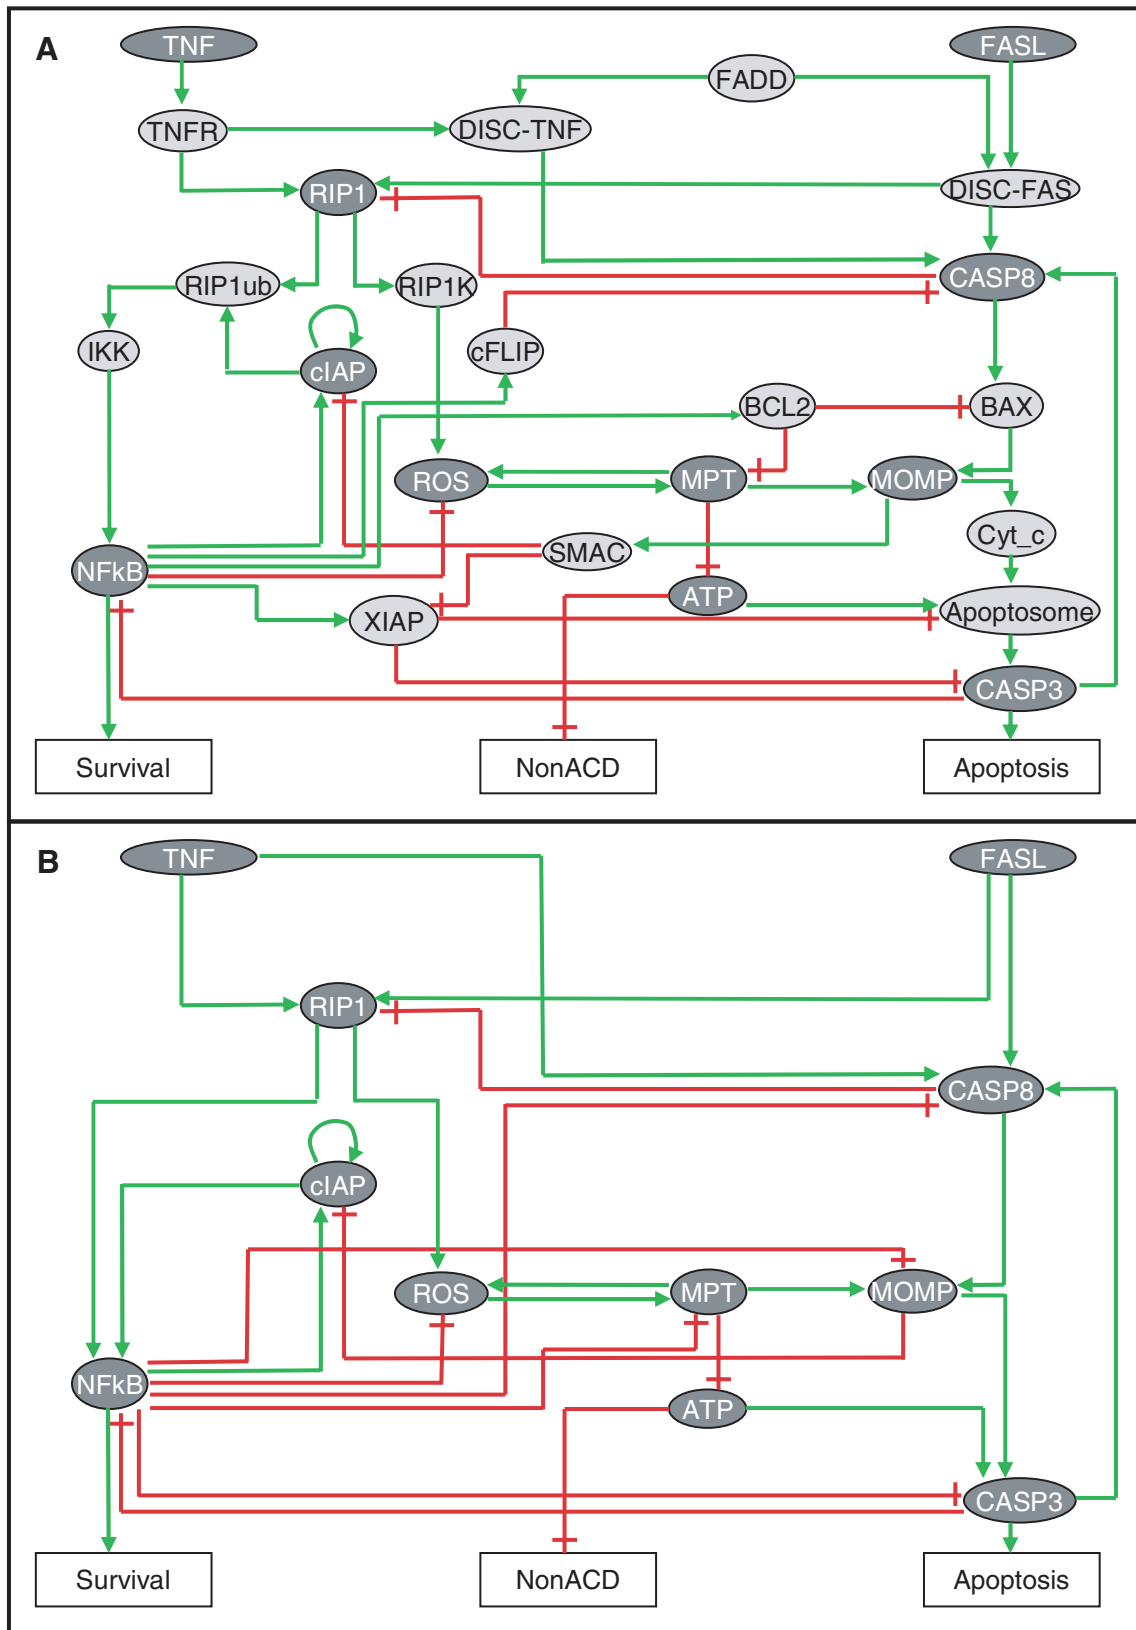 A
TNF
FASL
FADD
TNFR
DISC-TNF
RIP1
DISC-FAS
RIP1ub
RIP1K
CASP8
IKK
cIAP
cFLIP
BCL2
BAX
ROS
MPT
MOMP
Cyt_c
NFkB
SMAC
ATP
XIAP
Apoptosome
CASP3
Survival
NonACD
Apoptosis
B
TNF
FASL
RIP1
CASP8
cIAP
ROS
MPT
MOMP
NFkB
ATP
CASP3
Survival
NonACD
Apoptosis